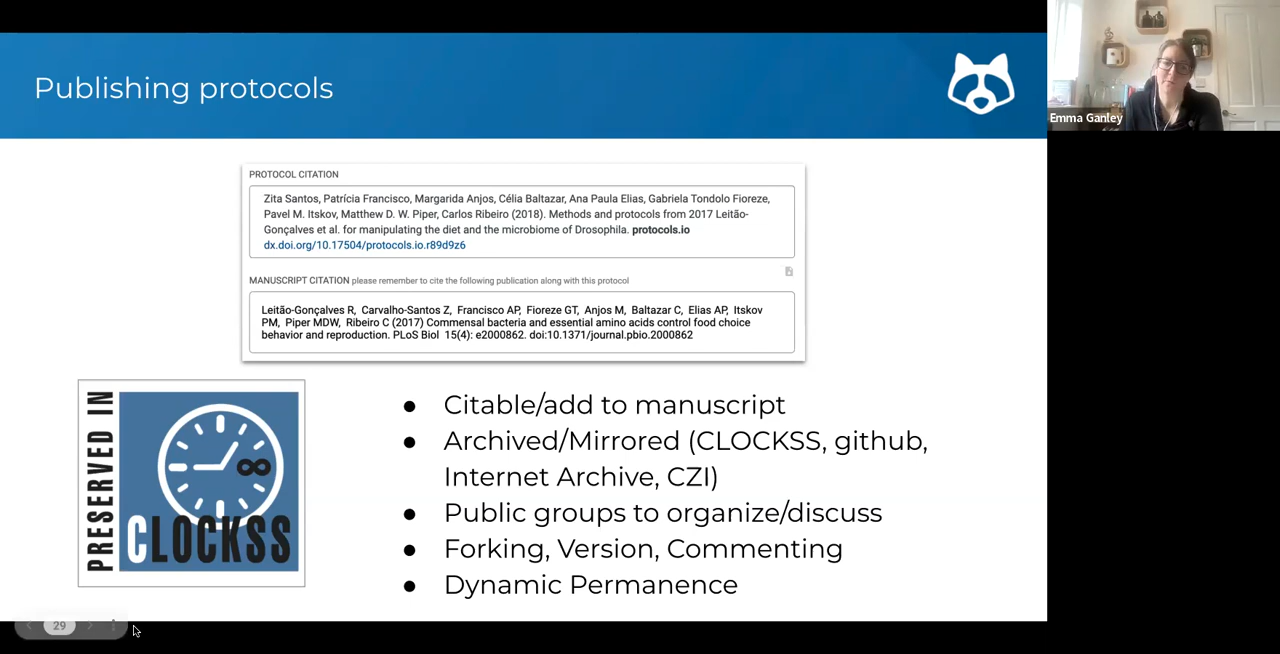 Publishing protocols
Emma Ganley
PROTOCOL CITATION
Zita Santos, Patrícia Francisco, Margarida Anjos, Célia Baltazar, Ana Paula Elias, Gabriela Tondolo Fioreze,
Pavel M. Itskov, Matthew D. W. Piper, Carlos Ribeiro (2018). Methods and protocols from 2017 Leitão-
Gonçalves et al. for manipulating the diet and the microbiome of Drosophila. protocols.io
dx.doi.org/10.17504/protocols.io.r89d9z6
MANUSCRIPT CITATION please remember to cite the following publication along with this protocol
Leitão-Gonçalves R, Carvalho-Santos Z, Francisco AP, Fioreze GT, Anjos M, Baltazar C, Elias AP, Itskov
PM, Piper MDW, Ribeiro C (2017) Commensal bacteria and essential amino acids control food choice
behavior and reproduction. PLoS Biol 15(4): e2000862. doi:10.1371/journal.pbio.2000862
PRESERVED IN
CLOCKSS
● Citable/add to manuscript
● Archived/Mirrored (CLOCKSS, github,
Internet Archive, CZI)
● Public groups to organize/discuss
● Forking, Version, Commenting
● Dynamic Permanence
29